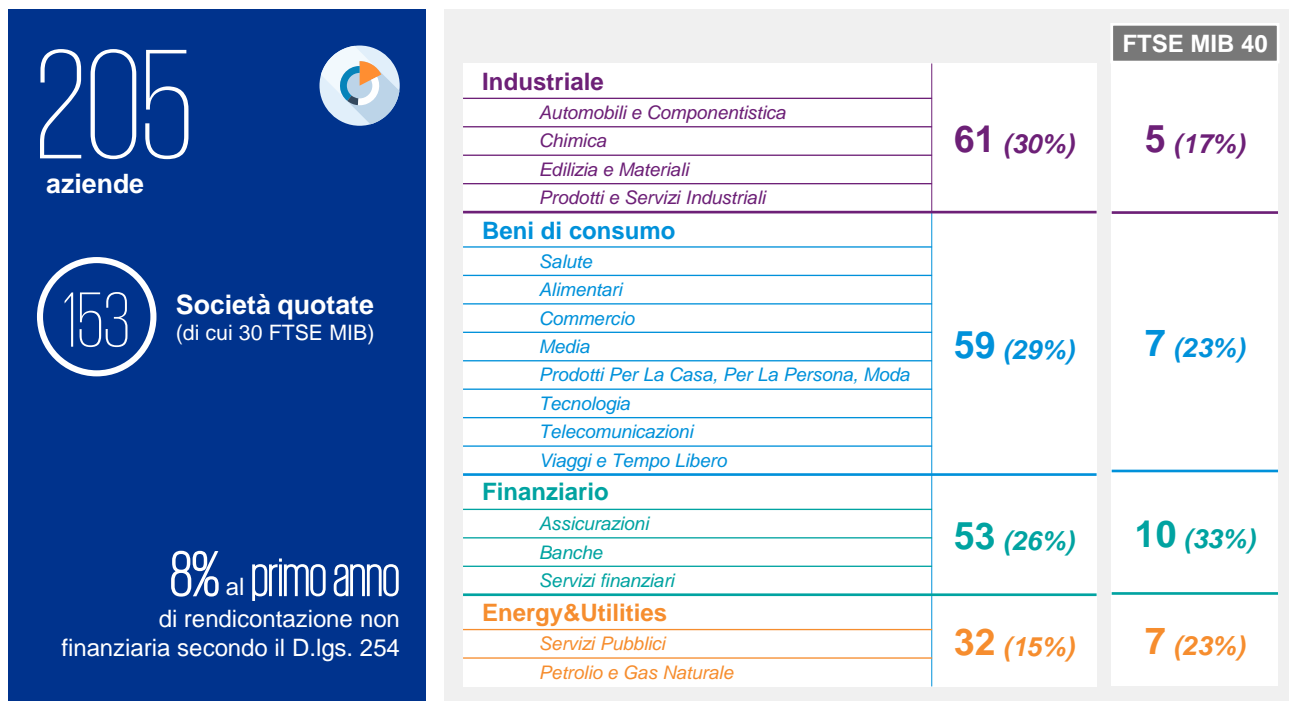 205
aziende
153
Società quotate
(di cui 30 FTSE MIB)
8% al primo anno
di rendicontazione non
finanziaria secondo il D.lgs. 254
FTSE MIB 40
Industriale
Automobili e Componentistica
Chimica
Edilizia e Materiali
Prodotti e Servizi Industriali
61 (30%)
5 (17%)
Beni di consumo
Salute
Alimentari
Commercio
Media
Prodotti Per La Casa, Per La Persona, Moda
Tecnologia
Telecomunicazioni
Viaggi e Tempo Libero
59 (29%)
7 (23%)
Finanziario
Assicurazioni
Banche
Servizi finanziari
53 (26%)
10 (33%)
Energy&Utilities
Servizi Pubblici
Petrolio e Gas Naturale
32 (15%)
7 (23%)